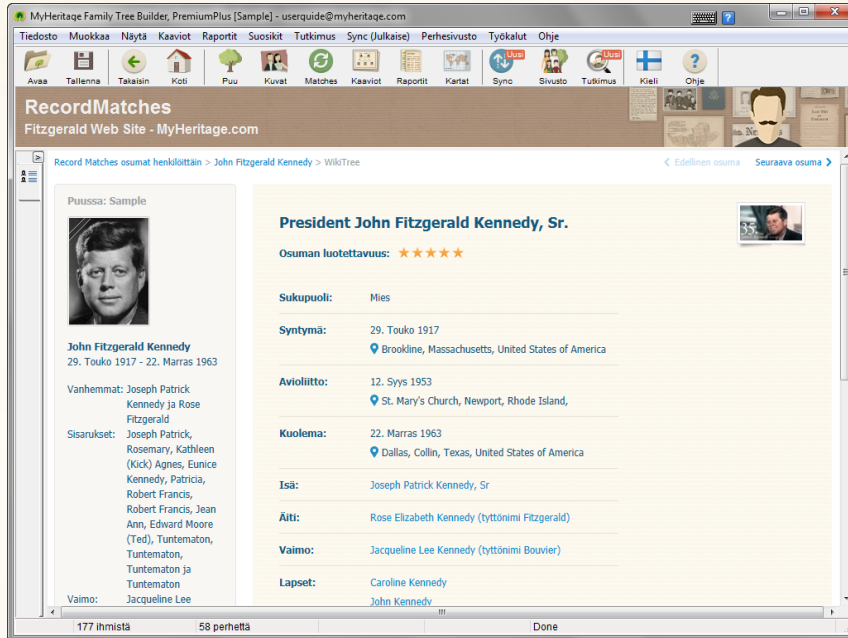 MyHeritage Family Tree Builder, PremiumPlus [Sample] - userguide@myheritage.com
Tiedosto Muokkaa Näytä Kaaviot Raportit Suosikit Tutkimus Sync (Julkaise) Perhesivusto Työkalut Ohje
Uusi Uusi
Avaa Tallenna Takaisin Koti Puu Kuvat Matches Kaaviot Raportit Kartat Sync Sivusto Tutkimus Kieli Ohje
RecordMatches
Fitzgerald Web Site - MyHeritage.com
Record Matches osumat henkilöittäin > John Fitzgerald Kennedy > WikiTree
Edellinen osuma Seuraava osuma
Puussa: Sample
John Fitzgerald Kennedy
29. Touko 1917 - 22. Marras 1963
Vanhemmat: Joseph Patrick
Kennedy ja Rose
Fitzgerald
Sisarukset: Joseph Patrick,
Rosemary, Kathleen
(Kick) Agnes, Eunice
Kennedy, Patricia,
Robert Francis,
Robert Francis, Jean
Ann, Edward Moore
(Ted), Tuntematon,
Tuntematon,
Tuntematon ja
Tuntematon
Vaimo: Jacqueline Lee
President John Fitzgerald Kennedy, Sr.
35.
Osuman luotettavuus:
Sukupuoli: Mies
Syntymä: 29. Touko 1917
Brookline, Massachusetts, United States of America
Avioliitto: 12. Syys 1953
St. Mary's Church, Newport, Rhode Island,
Kuolema: 22. Marras 1963
Dallas, Collin, Texas, United States of America
Isä: Joseph Patrick Kennedy, Sr
Äiti: Rose Elizabeth Kennedy (tyttönimi Fitzgerald)
Vaimo: Jacqueline Lee Kennedy (tyttönimi Bouvier)
Lapset: Caroline Kennedy
John Kennedy
177 ihmistä 58 perhettä Done